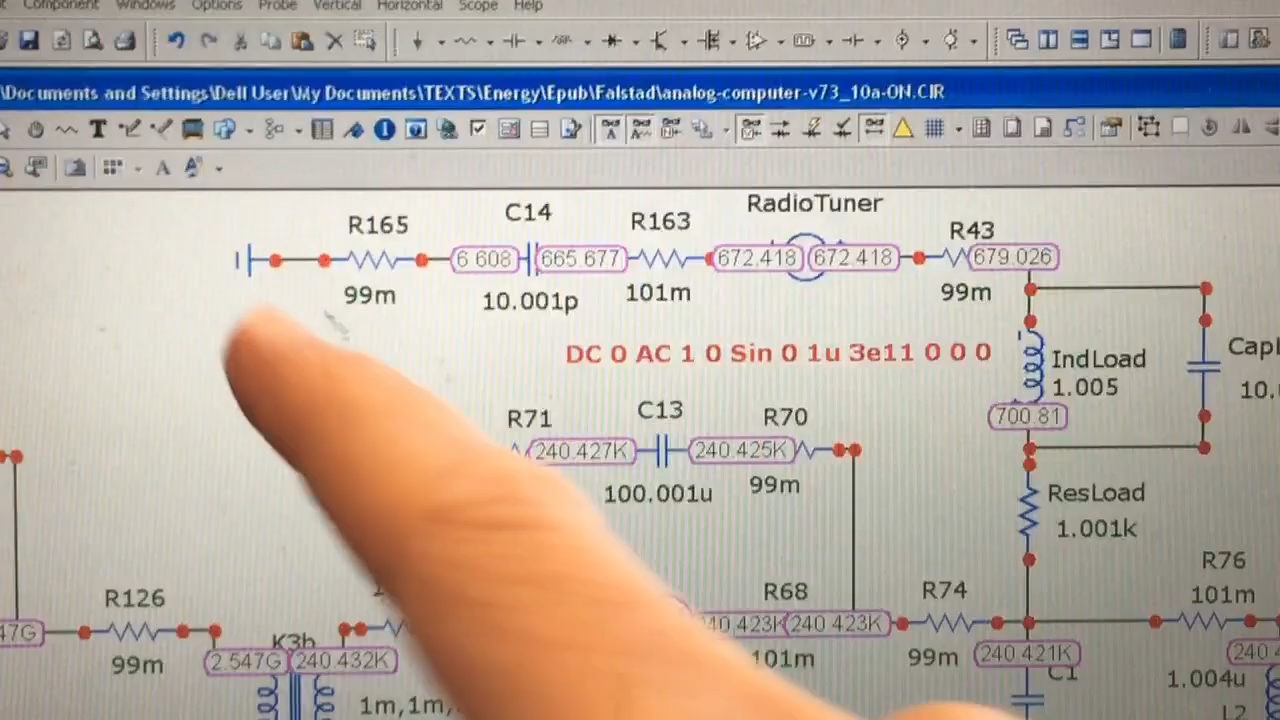 Component Windows Options Probe Vertical Horizontal Scope Help
\Documents and Settings\Dell User\My Documents\TEXTS\Energy\Epub\Falstad\analog-computer-v73_10a-ON.CIR
RadioTuner
R165 C14 R163 R43
6.608 665.677 672.418 672.418 679.026
99m 10.001p 101m 99m
DC 0 AC 1 0 Sin 0 1u 3e11 0 0 0
IndLoad
1.005
700.81
R71 C13 R70
240.427K 240.425K
100.001u 99m
ResLoad
1.001k
R126 R68 R74 R76
101m
240.423K 240.423K
99m 101m 99m 240.421K
K3b
2.547G 240.432K
C1
1.004u
1m,1m,
L2